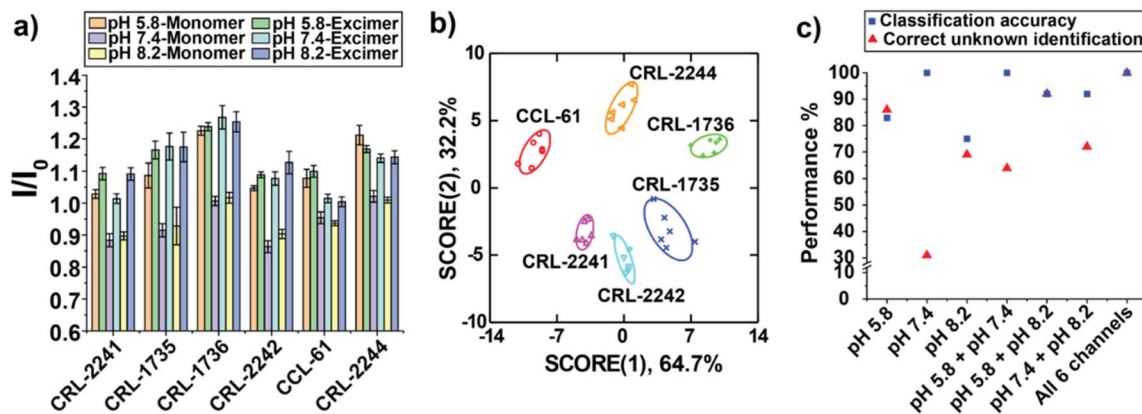 a)
pH 5.8-Monomer pH 5.8-Excimer
pH 7.4-Monomer pH 7.4-Excimer
pH 8.2-Monomer pH 8.2-Excimer
I/I0
1.4
1.3
1.2
1.1
1.0
0.9
0.8
0.7
0.6
CRL-2241
CRL-1735
CRL-1736
CRL-2242
CCL-61
CRL-2244
b)
SCORE(2), 32.2%
10
5
0
-5
-10
CRL-2244
CCL-61
CRL-1736
CRL-1735
CRL-2241
CRL-2242
-14 -7 0 7 14
SCORE(1), 64.7%
c)
Classification accuracy
Correct unknown identification
Performance %
100
90
80
70
60
50
40
30
10
0
pH 5.8
pH 7.4
pH 8.2
pH 5.8 + pH 7.4
pH 5.8 + pH 8.2
pH 7.4 + pH 8.2
All 6 channels